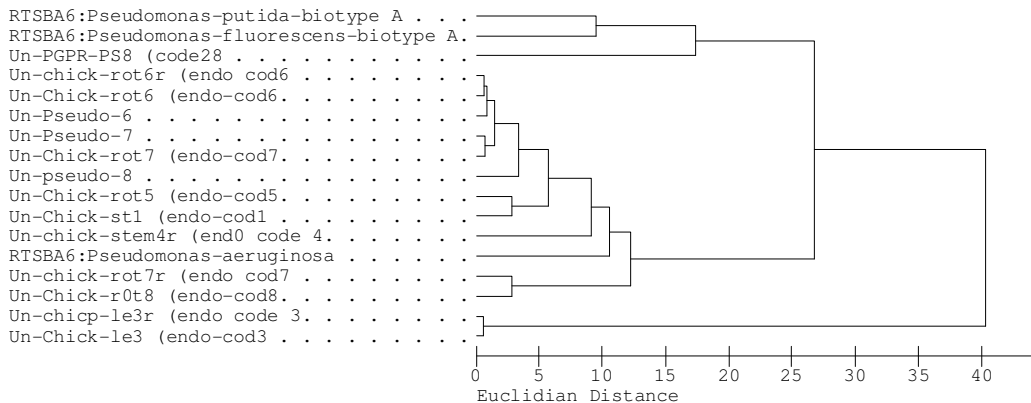 RTSBA6:Pseudomonas-putida-biotype A . . .
RTSBA6:Pseudomonas-fluorescens-biotype A.
Un-PGPR-PS8 (code28 . . . . . . . . . . .
Un-chick-rot6r (endo cod6 . . . . . . . .
Un-Chick-rot6 (endo-cod6. . . . . . . . .
Un-Pseudo-6 . . . . . . . . . . . . . . .
Un-Pseudo-7 . . . . . . . . . . . . . . .
Un-Chick-rot7 (endo-cod7. . . . . . . . .
Un-pseudo-8 . . . . . . . . . . . . . . .
Un-Chick-rot5 (endo-cod5. . . . . . . . .
Un-Chick-st1 (endo-cod1 . . . . . . . . .
Un-chick-stem4r (end0 code 4. . . . . . .
RTSBA6:Pseudomonas-aeruginosa . . . . . .
Un-chick-rot7r (endo cod7 . . . . . . . .
Un-Chick-r0t8 (endo-cod8. . . . . . . . .
Un-chicp-le3r (endo code 3. . . . . . . .
Un-Chick-le3 (endo-cod3 . . . . . . . . .
0 5 10 15 20 25 30 35 40
Euclidian Distance